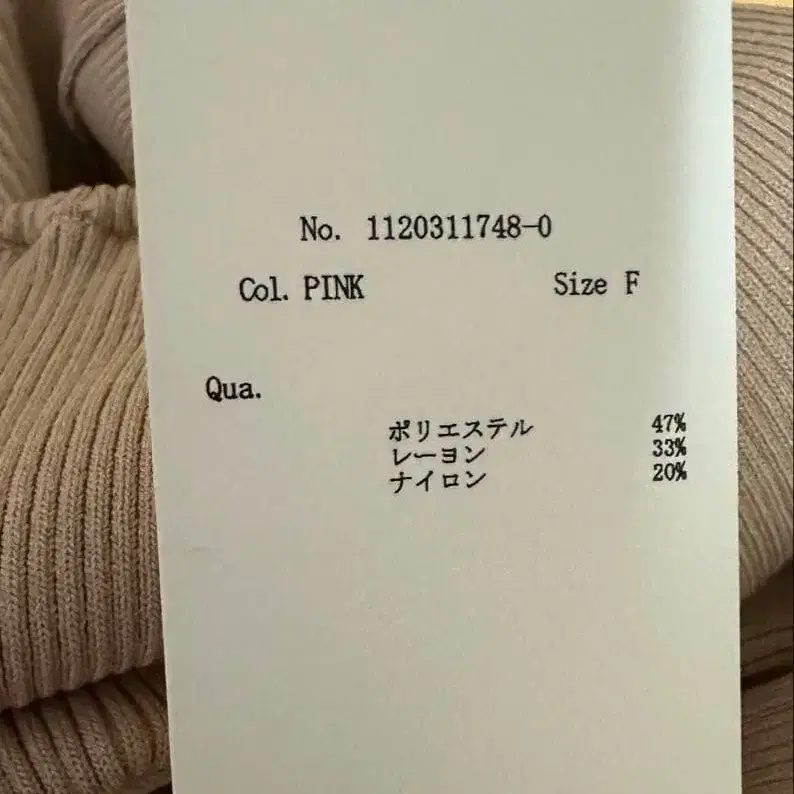 No. 1120311748-0
Col. PINK Size F
Qua.
ポリエステル 47%
レーヨン 33%
ナイロン 20%